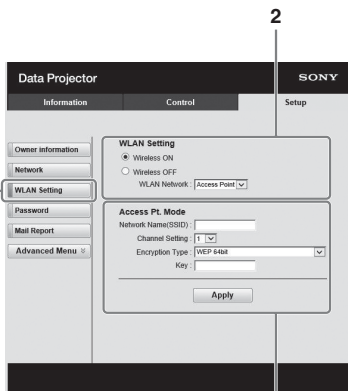 2
Data Projector SONY
Information Control Setup
Owner information
Network
WLAN Setting
Password
Mail Report
Advanced Menu
WLAN Setting
Wireless ON
Wireless OFF
WLAN Network : Access Point
Access Pt. Mode
Network Name(SSID) :
Channel Setting : 1
Encryption Type : WEP 64bit
Key :
Apply